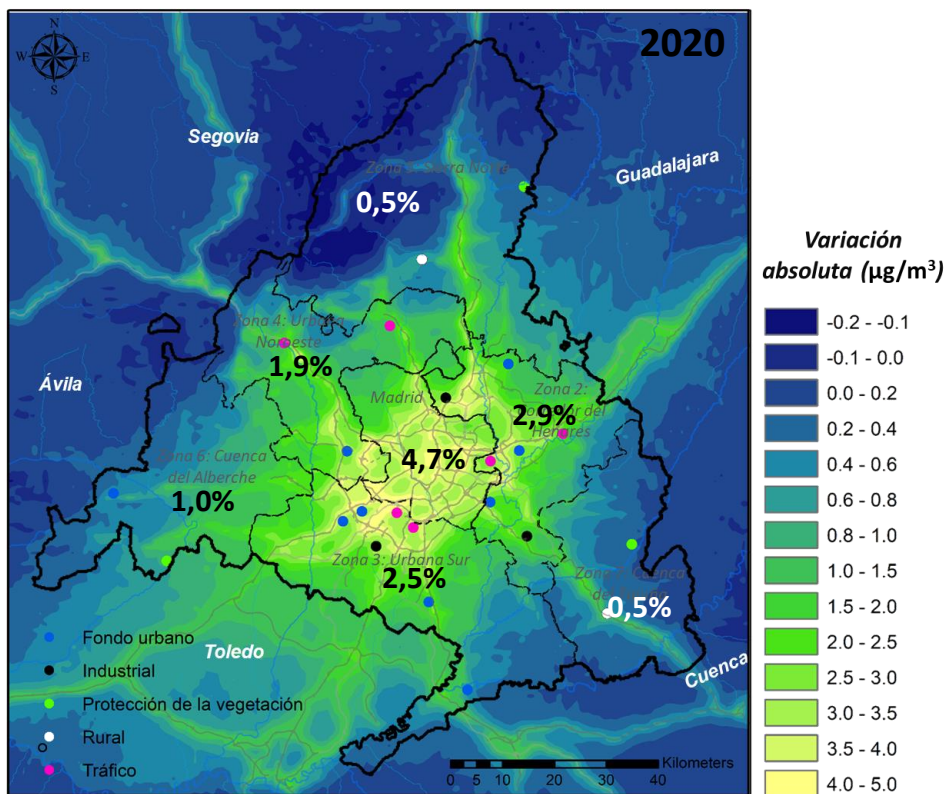 2020
N
W E
S
Segovia
Guadalajara
Zona 5: Sierra Norte
0,5%
Zona 4: Urbana
Noroeste
1,9%
Ávila
Madrid
Zona 2:
Henares
2,9%
4,7%
Zona 6: Cuenca
del Alberche
1,0%
Zona 3: Urbana Sur
2,5%
0,5%
Toledo
Cuenca
Fondo urbano
Industrial
Protección de la vegetación
Rural
Tráfico
Kilometers
0 5 10 20 30 40
Variación
absoluta (µg/m³)
-0.2 - -0.1
-0.1 - 0.0
0.0 - 0.2
0.2 - 0.4
0.4 - 0.6
0.6 - 0.8
0.8 - 1.0
1.0 - 1.5
1.5 - 2.0
2.0 - 2.5
2.5 - 3.0
3.0 - 3.5
3.5 - 4.0
4.0 - 5.0